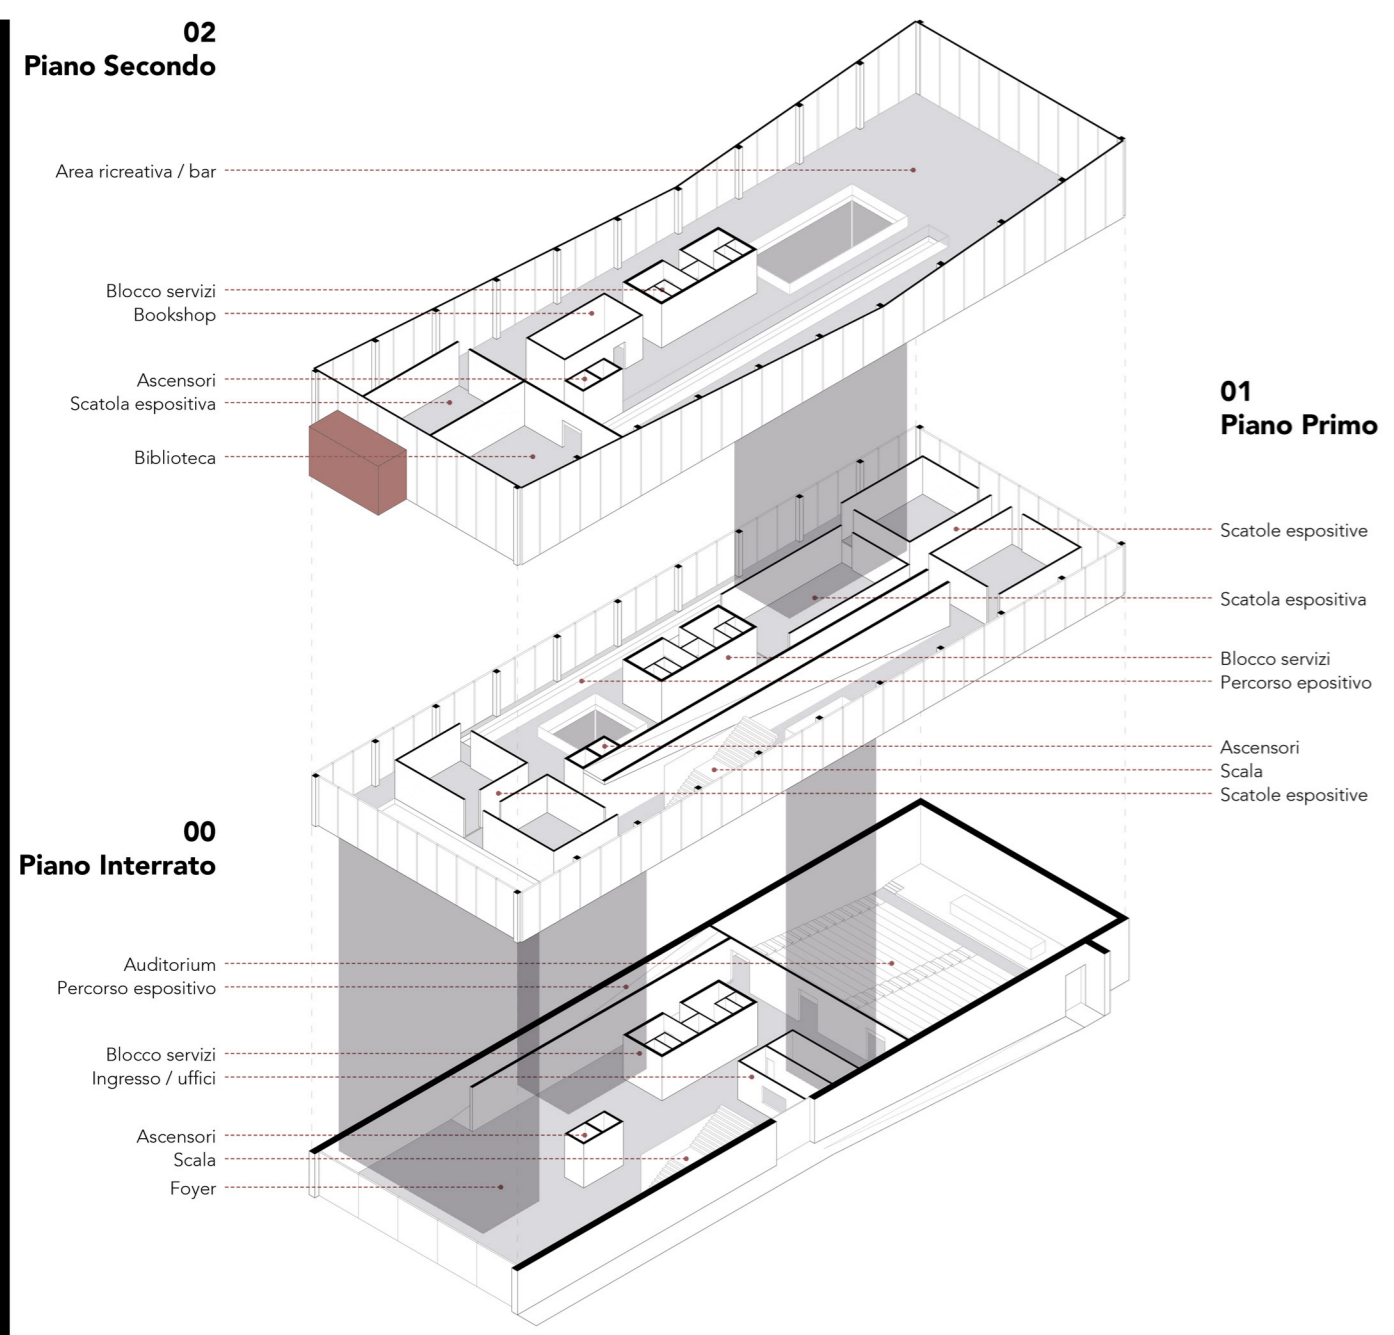 02
Piano Secondo
Area ricreativa / bar
Blocco servizi
Bookshop
Ascensori
Scatola espositiva
Biblioteca
01
Piano Primo
Scatole espositive
Scatola espositiva
Blocco servizi
Percorso epositivo
Ascensori
Scala
Scatole espositive
00
Piano Interrato
Auditorium
Percorso espositivo
Blocco servizi
Ingresso / uffici
Ascensori
Scala
Foyer